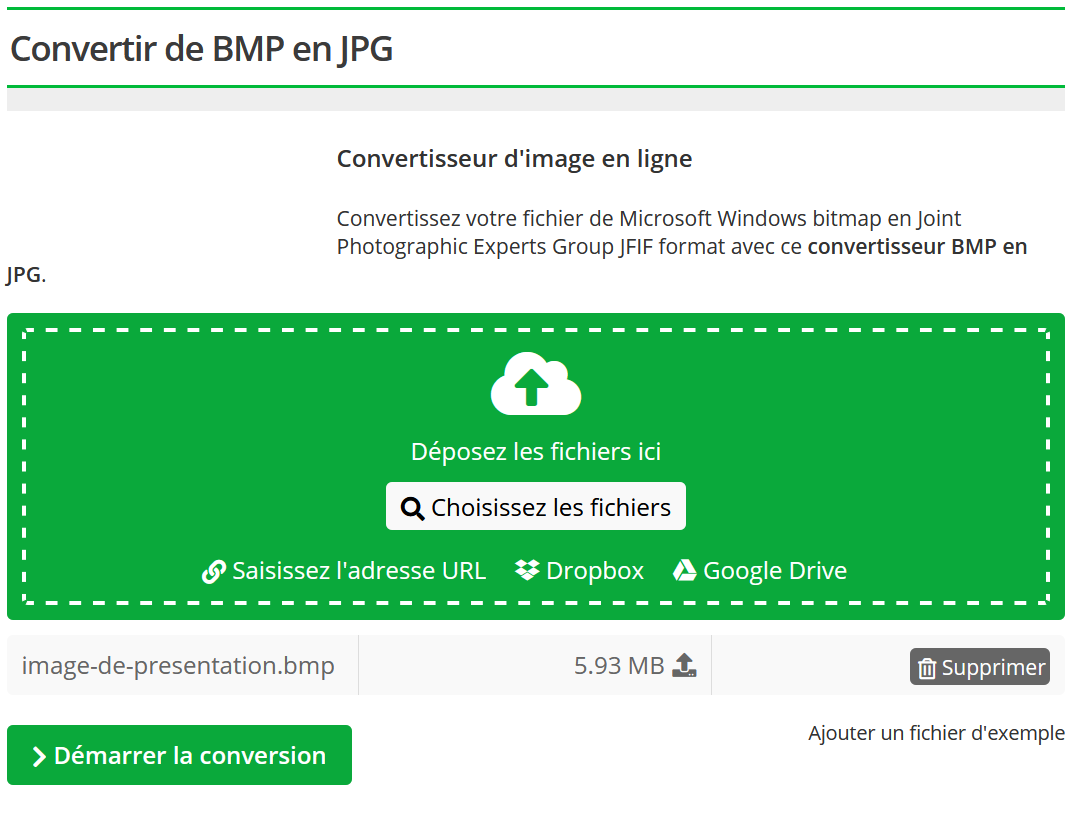 Convertir de BMP en JPG
Convertisseur d'image en ligne
Convertissez votre fichier de Microsoft Windows bitmap en Joint
Photographic Experts Group JFIF format avec ce convertisseur BMP en
JPG.
Déposez les fichiers ici
Choisissez les fichiers
Saisissez l'adresse URL Dropbox Google Drive
image-de-presentation.bmp 5.93 MB Supprimer
Ajouter un fichier d'exemple
Démarrer la conversion